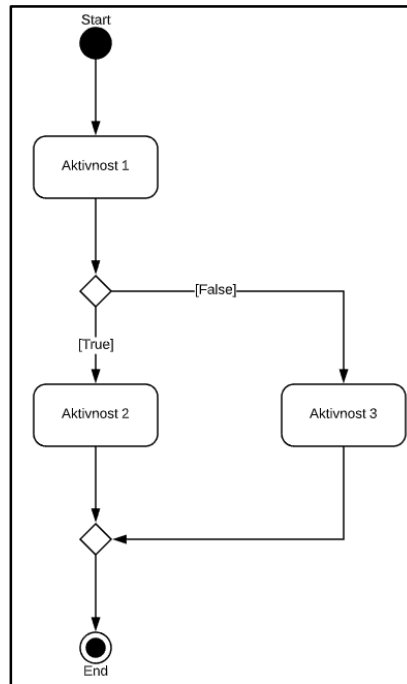 Start
Aktivnost 1
[False]
[True]
Aktivnost 2
Aktivnost 3
End